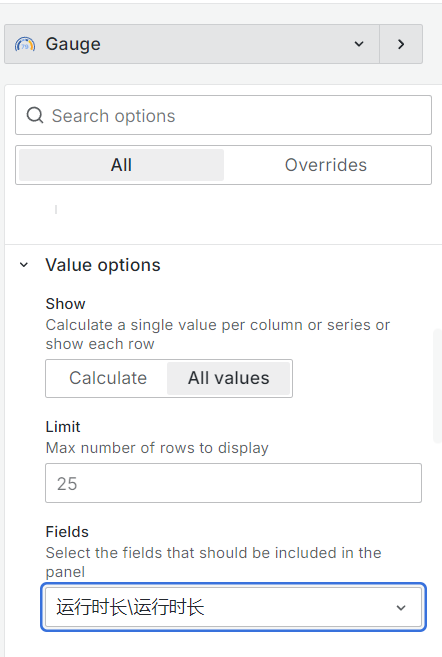 Gauge
Search options
All
Overrides
Value options
Show
Calculate a single value per column or series or
show each row
Calculate
All values
Limit
Max number of rows to display
25
Fields
Select the fields that should be included in the
panel
运行时长\运行时长